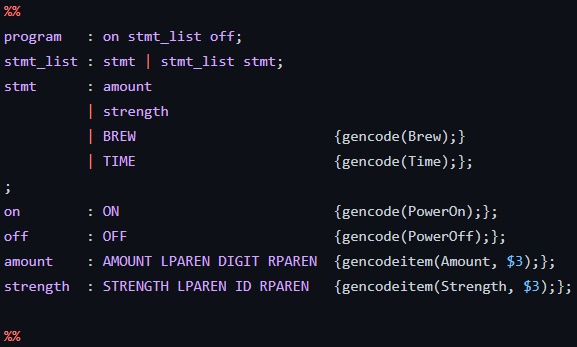 %%
program   : on stmt_list off;
stmt_list : stmt | stmt_list stmt;
stmt      : amount
          | strength
          | BREW                        {gencode(Brew);}
          | TIME                        {gencode(Time);};
;
on        : ON                          {gencode(PowerOn);};
off       : OFF                         {gencode(PowerOff);};
amount    : AMOUNT LPAREN DIGIT RPAREN  {gencodeitem(Amount, $3);};
strength  : STRENGTH LPAREN ID RPAREN   {gencodeitem(Strength, $3);};
%%